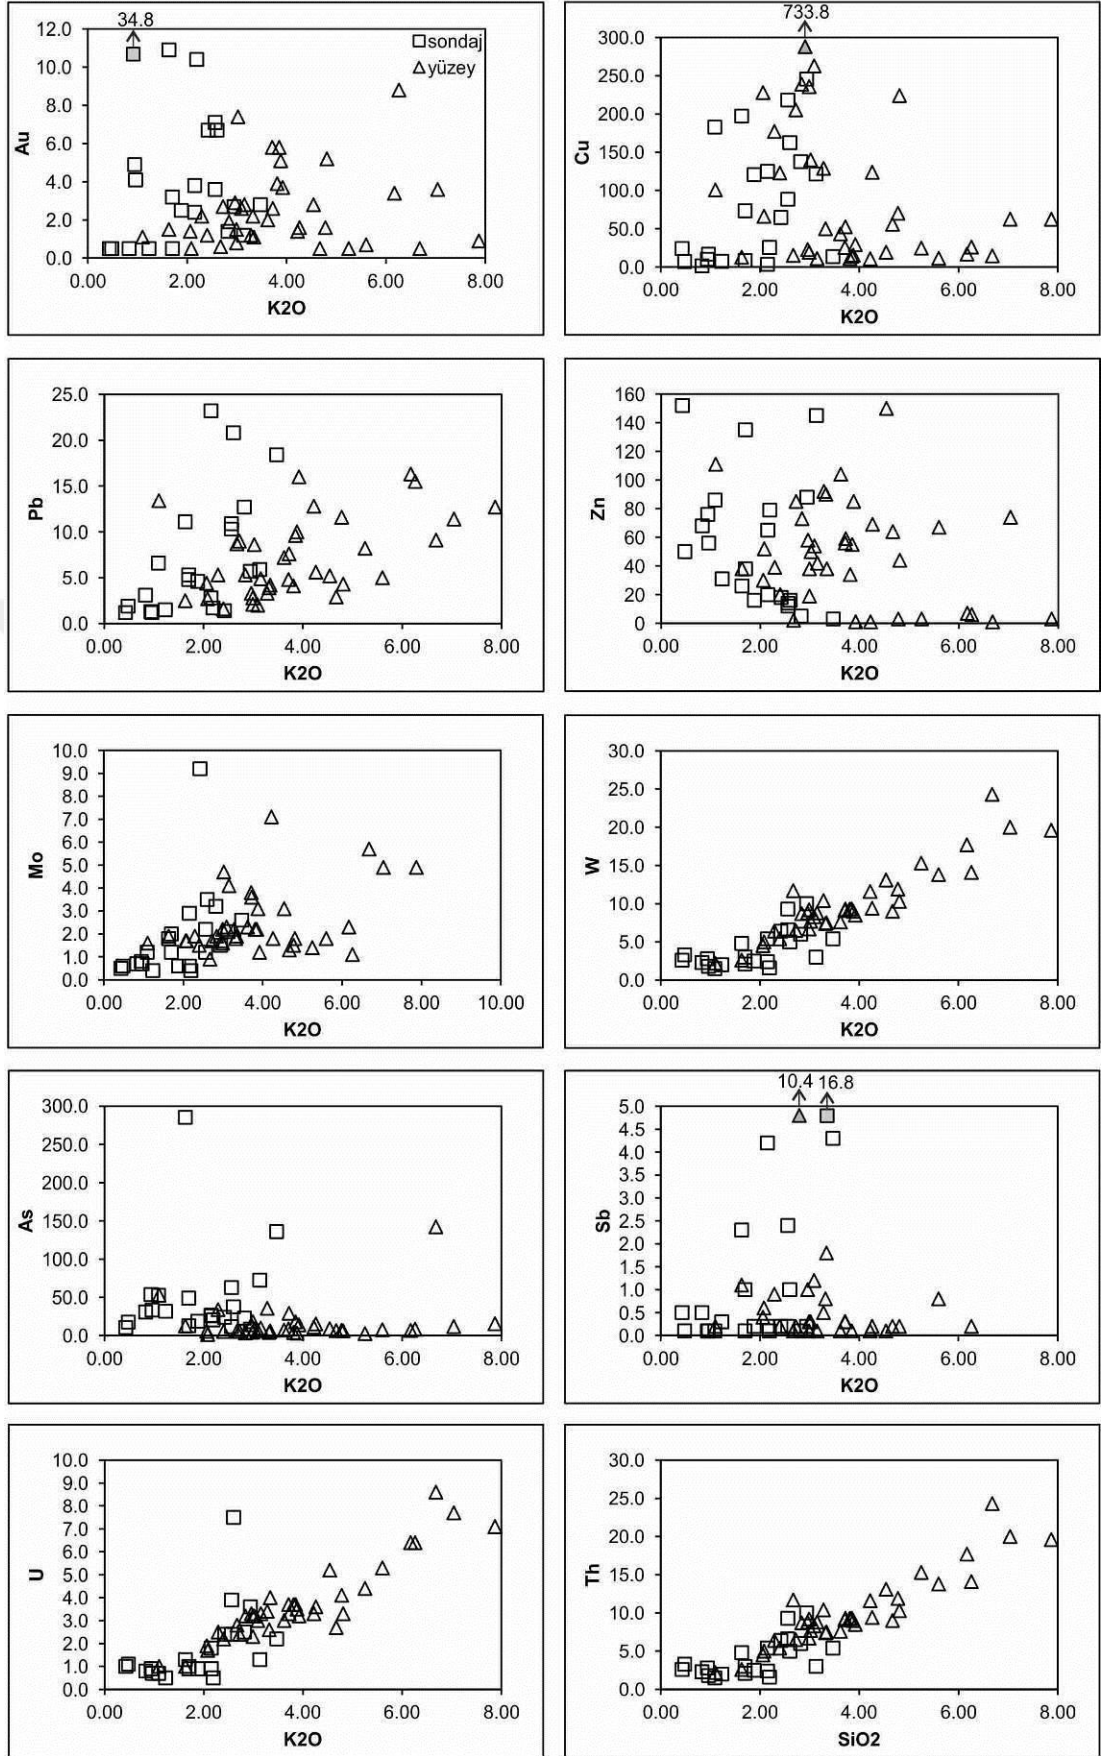 34.8
12.0
10.0
8.0
6.0
4.0
2.0
0.0
Au
□ sondaj
△ yüzey
0.00 2.00 4.00 6.00 8.00
K2O
733.8
300.0
250.0
200.0
150.0
100.0
50.0
0.0
Cu
0.00 2.00 4.00 6.00 8.00
K2O
25.0
20.0
15.0
10.0
5.0
0.0
Pb
0.00 2.00 4.00 6.00 8.00
K2O
160
140
120
100
80
60
40
20
0
Zn
0.00 2.00 4.00 6.00 8.00
K2O
10.0
9.0
8.0
7.0
6.0
5.0
4.0
3.0
2.0
1.0
0.0
Mo
0.00 2.00 4.00 6.00 8.00 10.00
K2O
30.0
25.0
20.0
15.0
10.0
5.0
0.0
W
0.00 2.00 4.00 6.00 8.00
K2O
300.0
250.0
200.0
150.0
100.0
50.0
0.0
As
0.00 2.00 4.00 6.00 8.00
K2O
10.4 16.8
5.0
4.5
4.0
3.5
3.0
2.5
2.0
1.5
1.0
0.5
0.0
Sb
0.00 2.00 4.00 6.00 8.00
K2O
10.0
9.0
8.0
7.0
6.0
5.0
4.0
3.0
2.0
1.0
0.0
U
0.00 2.00 4.00 6.00 8.00
K2O
30.0
25.0
20.0
15.0
10.0
5.0
0.0
Th
0.00 2.00 4.00 6.00 8.00
SiO2